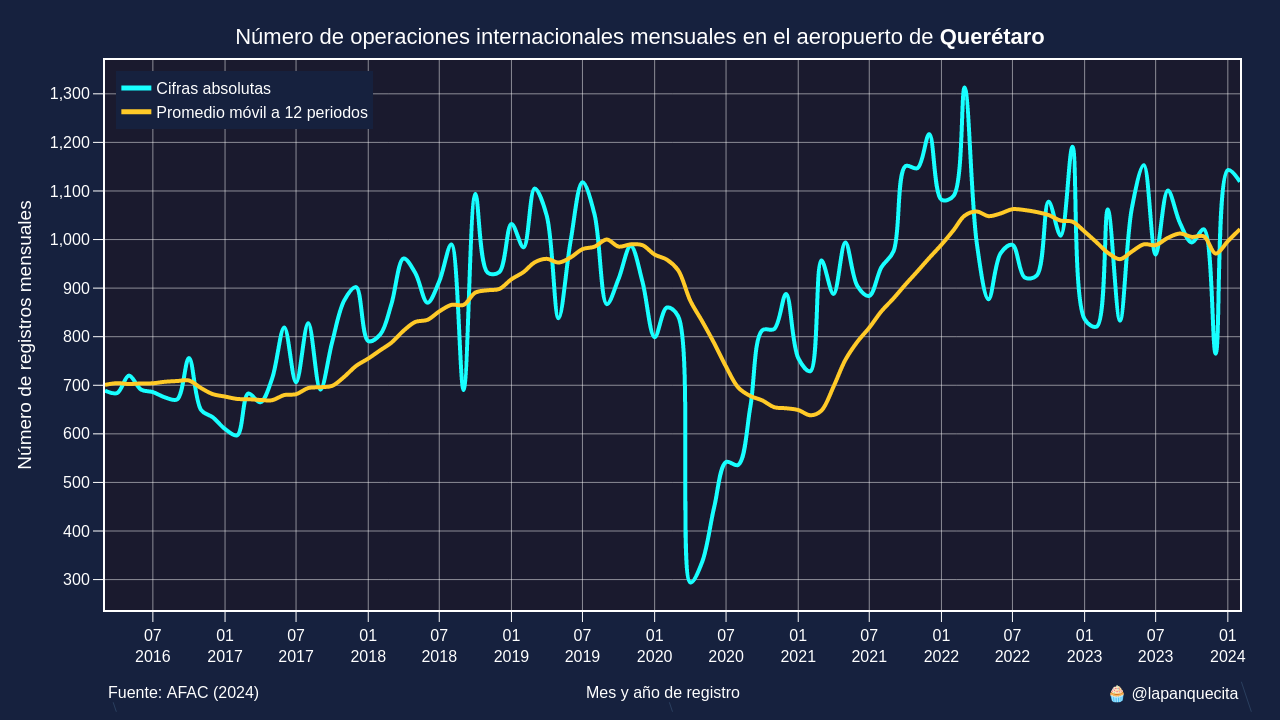 Número de operaciones internacionales mensuales en el aeropuerto de Querétaro
Cifras absolutas
Promedio móvil a 12 periodos
Número de registros mensuales
1,300
1,200
1,100
1,000
900
800
700
600
500
400
300
07 01 07 01 07 01 07 01 07 01 07 01 07 01 07 01
2016 2017 2017 2018 2018 2019 2019 2020 2020 2021 2021 2022 2022 2023 2023 2024
Fuente: AFAC (2024)
Mes y año de registro
🧁 @lapanquecita